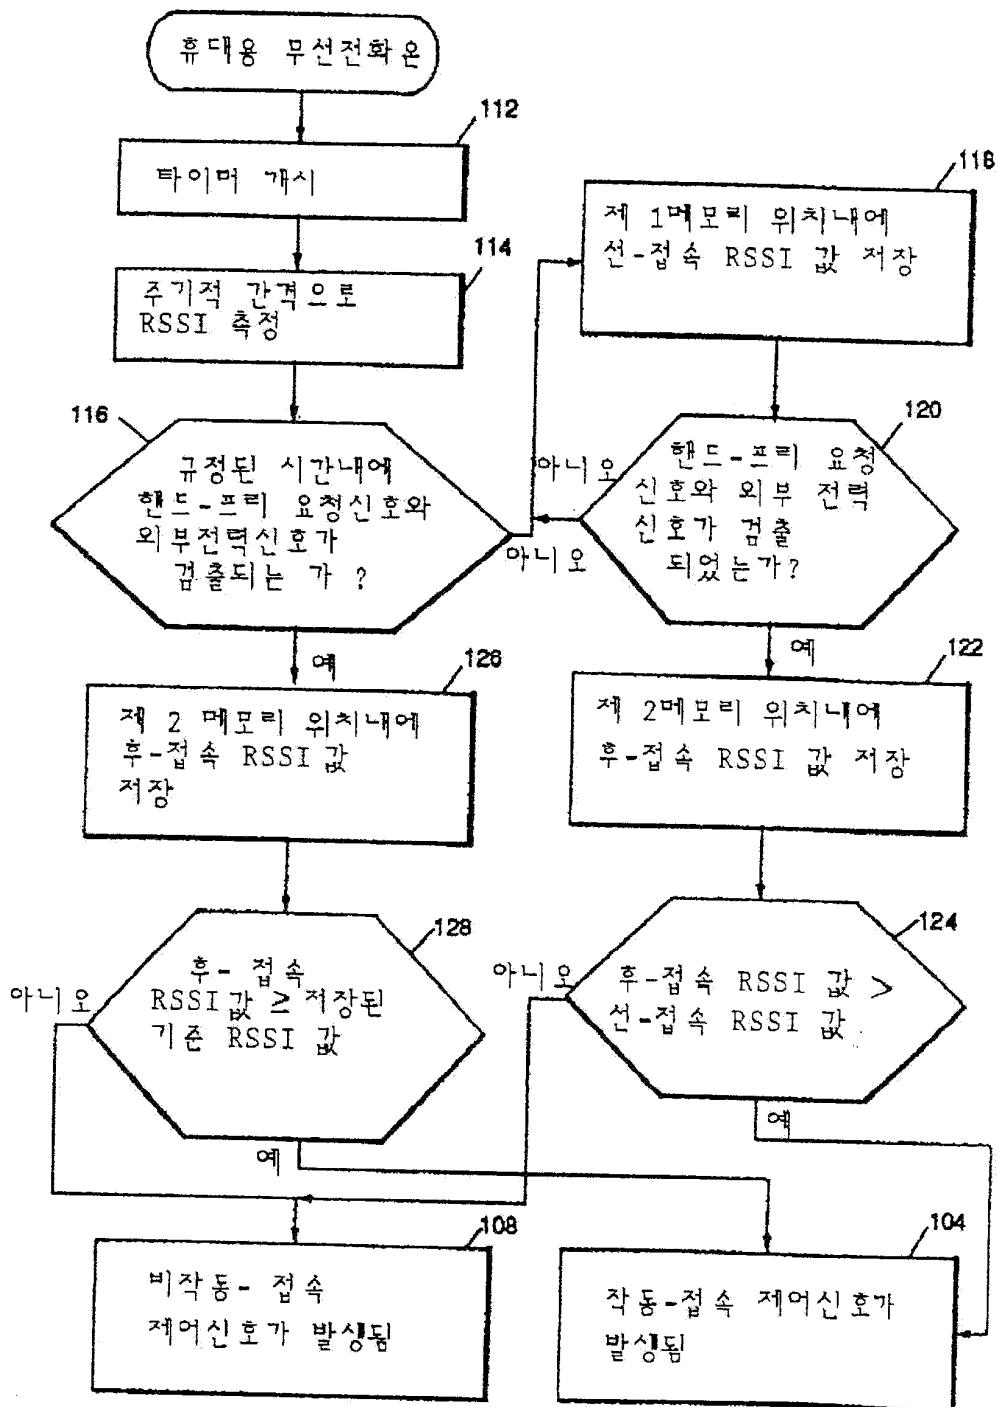 휴대용 무선전화온
112
타이머 개시
114
주기적 간격으로
RSSI 측정
116
규정된 시간내에
핸드-프리 요청신호와
외부전력신호가
검출되는 가 ?
아니오
예
118
제 1메모리 위치내에
선-접속 RSSI 값 저장
120
핸드-프리 요청
신호와 외부 전력
신호가 검출
되었는가?
아니오
예
126
제 2 메모리 위치내에
후-접속 RSSI 값
저장
122
제 2메모리 위치내에
후-접속 RSSI 값 저장
128
후- 접속
RSSI값 ≥ 저장된
기준 RSSI 값
아니오
예
124
후-접속 RSSI 값 >
선-접속 RSSI 값
아니오
예
108
비작동- 접속
제어신호가 발생됨
104
작동-접속 제어신호가
발생됨